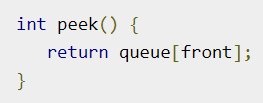 int peek() {
   return queue[front];
}